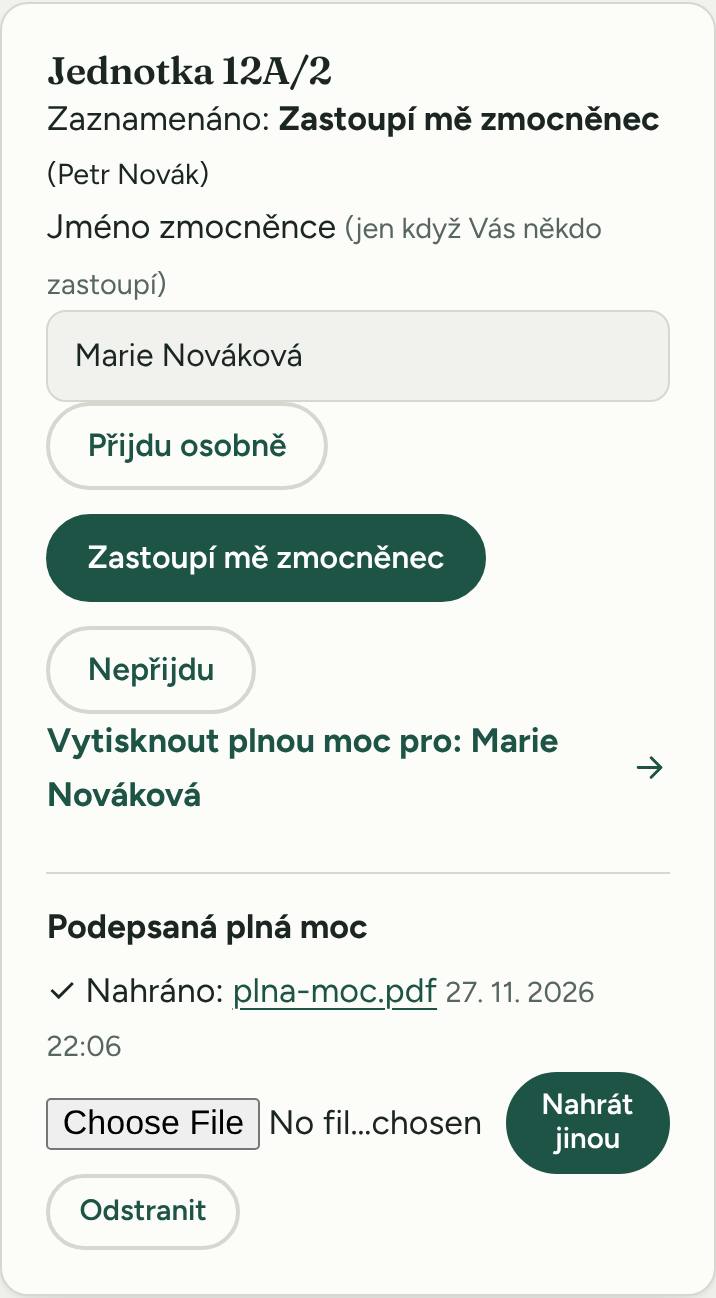 Jednotka 12A/2
Zaznamenáno: Zastoupí mě zmocněnec
(Petr Novák)
Jméno zmocněnce (jen když Vás někdo
zastoupí)
Marie Nováková
Přijdu osobně
Zastoupí mě zmocněnec
Nepřijdu
Vytisknout plnou moc pro: Marie
Nováková
→
Podepsaná plná moc
✓ Nahráno: plna-moc.pdf 27. 11. 2026
22:06
Choose File No fil...chosen
Nahrát
jinou
Odstranit